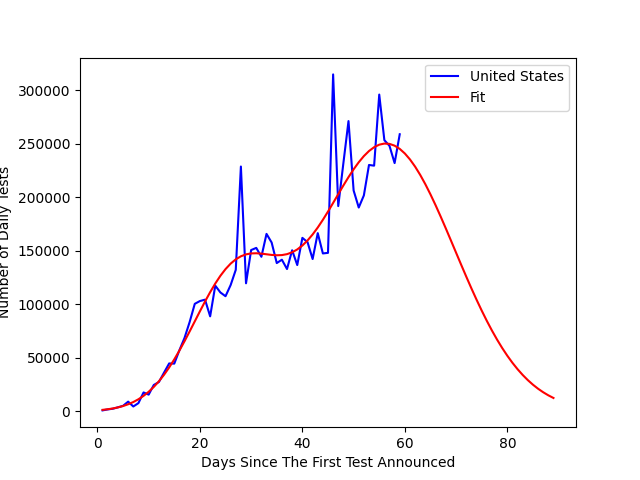 United States
Fit
300000
250000
200000
150000
100000
50000
0
Number of Daily Tests
0 20 40 60 80
Days Since The First Test Announced